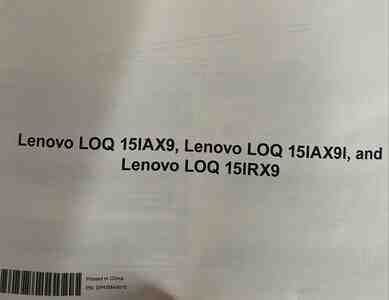 Lenovo LOQ 15IAX9, Lenovo LOQ 15IAX9I, and
Lenovo LOQ 15IRX9
Printed in China